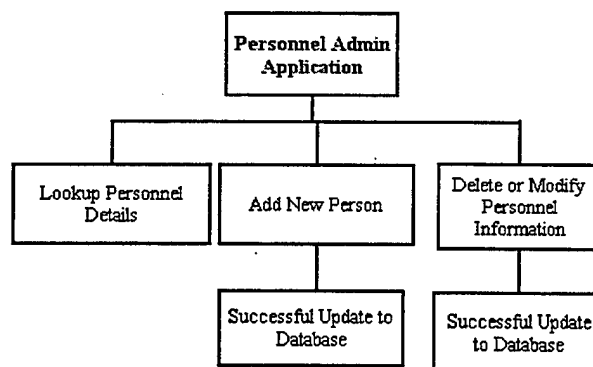 Personnel Admin
Application
Lookup Personnel
Details
Add New Person
Delete or Modify
Personnel
Information
Successful Update to
Database
Successful Update
to Database